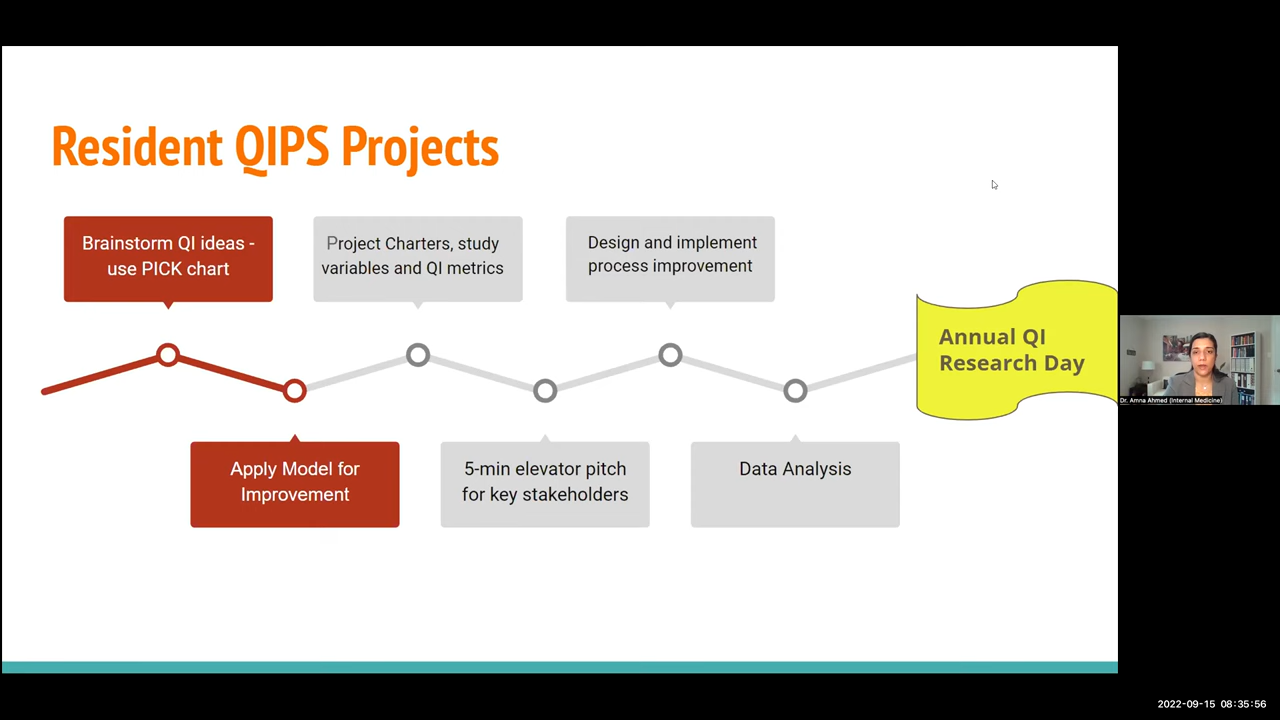 Resident QIPS Projects
Brainstorm QI ideas -
use PICK chart
Project Charters, study
variables and QI metrics
Design and implement
process improvement
Annual QI
Research Day
Apply Model for
Improvement
5-min elevator pitch
for key stakeholders
Data Analysis
Dr. Amna Ahmed (Internal Medicine)
2022-09-15 08:35:56